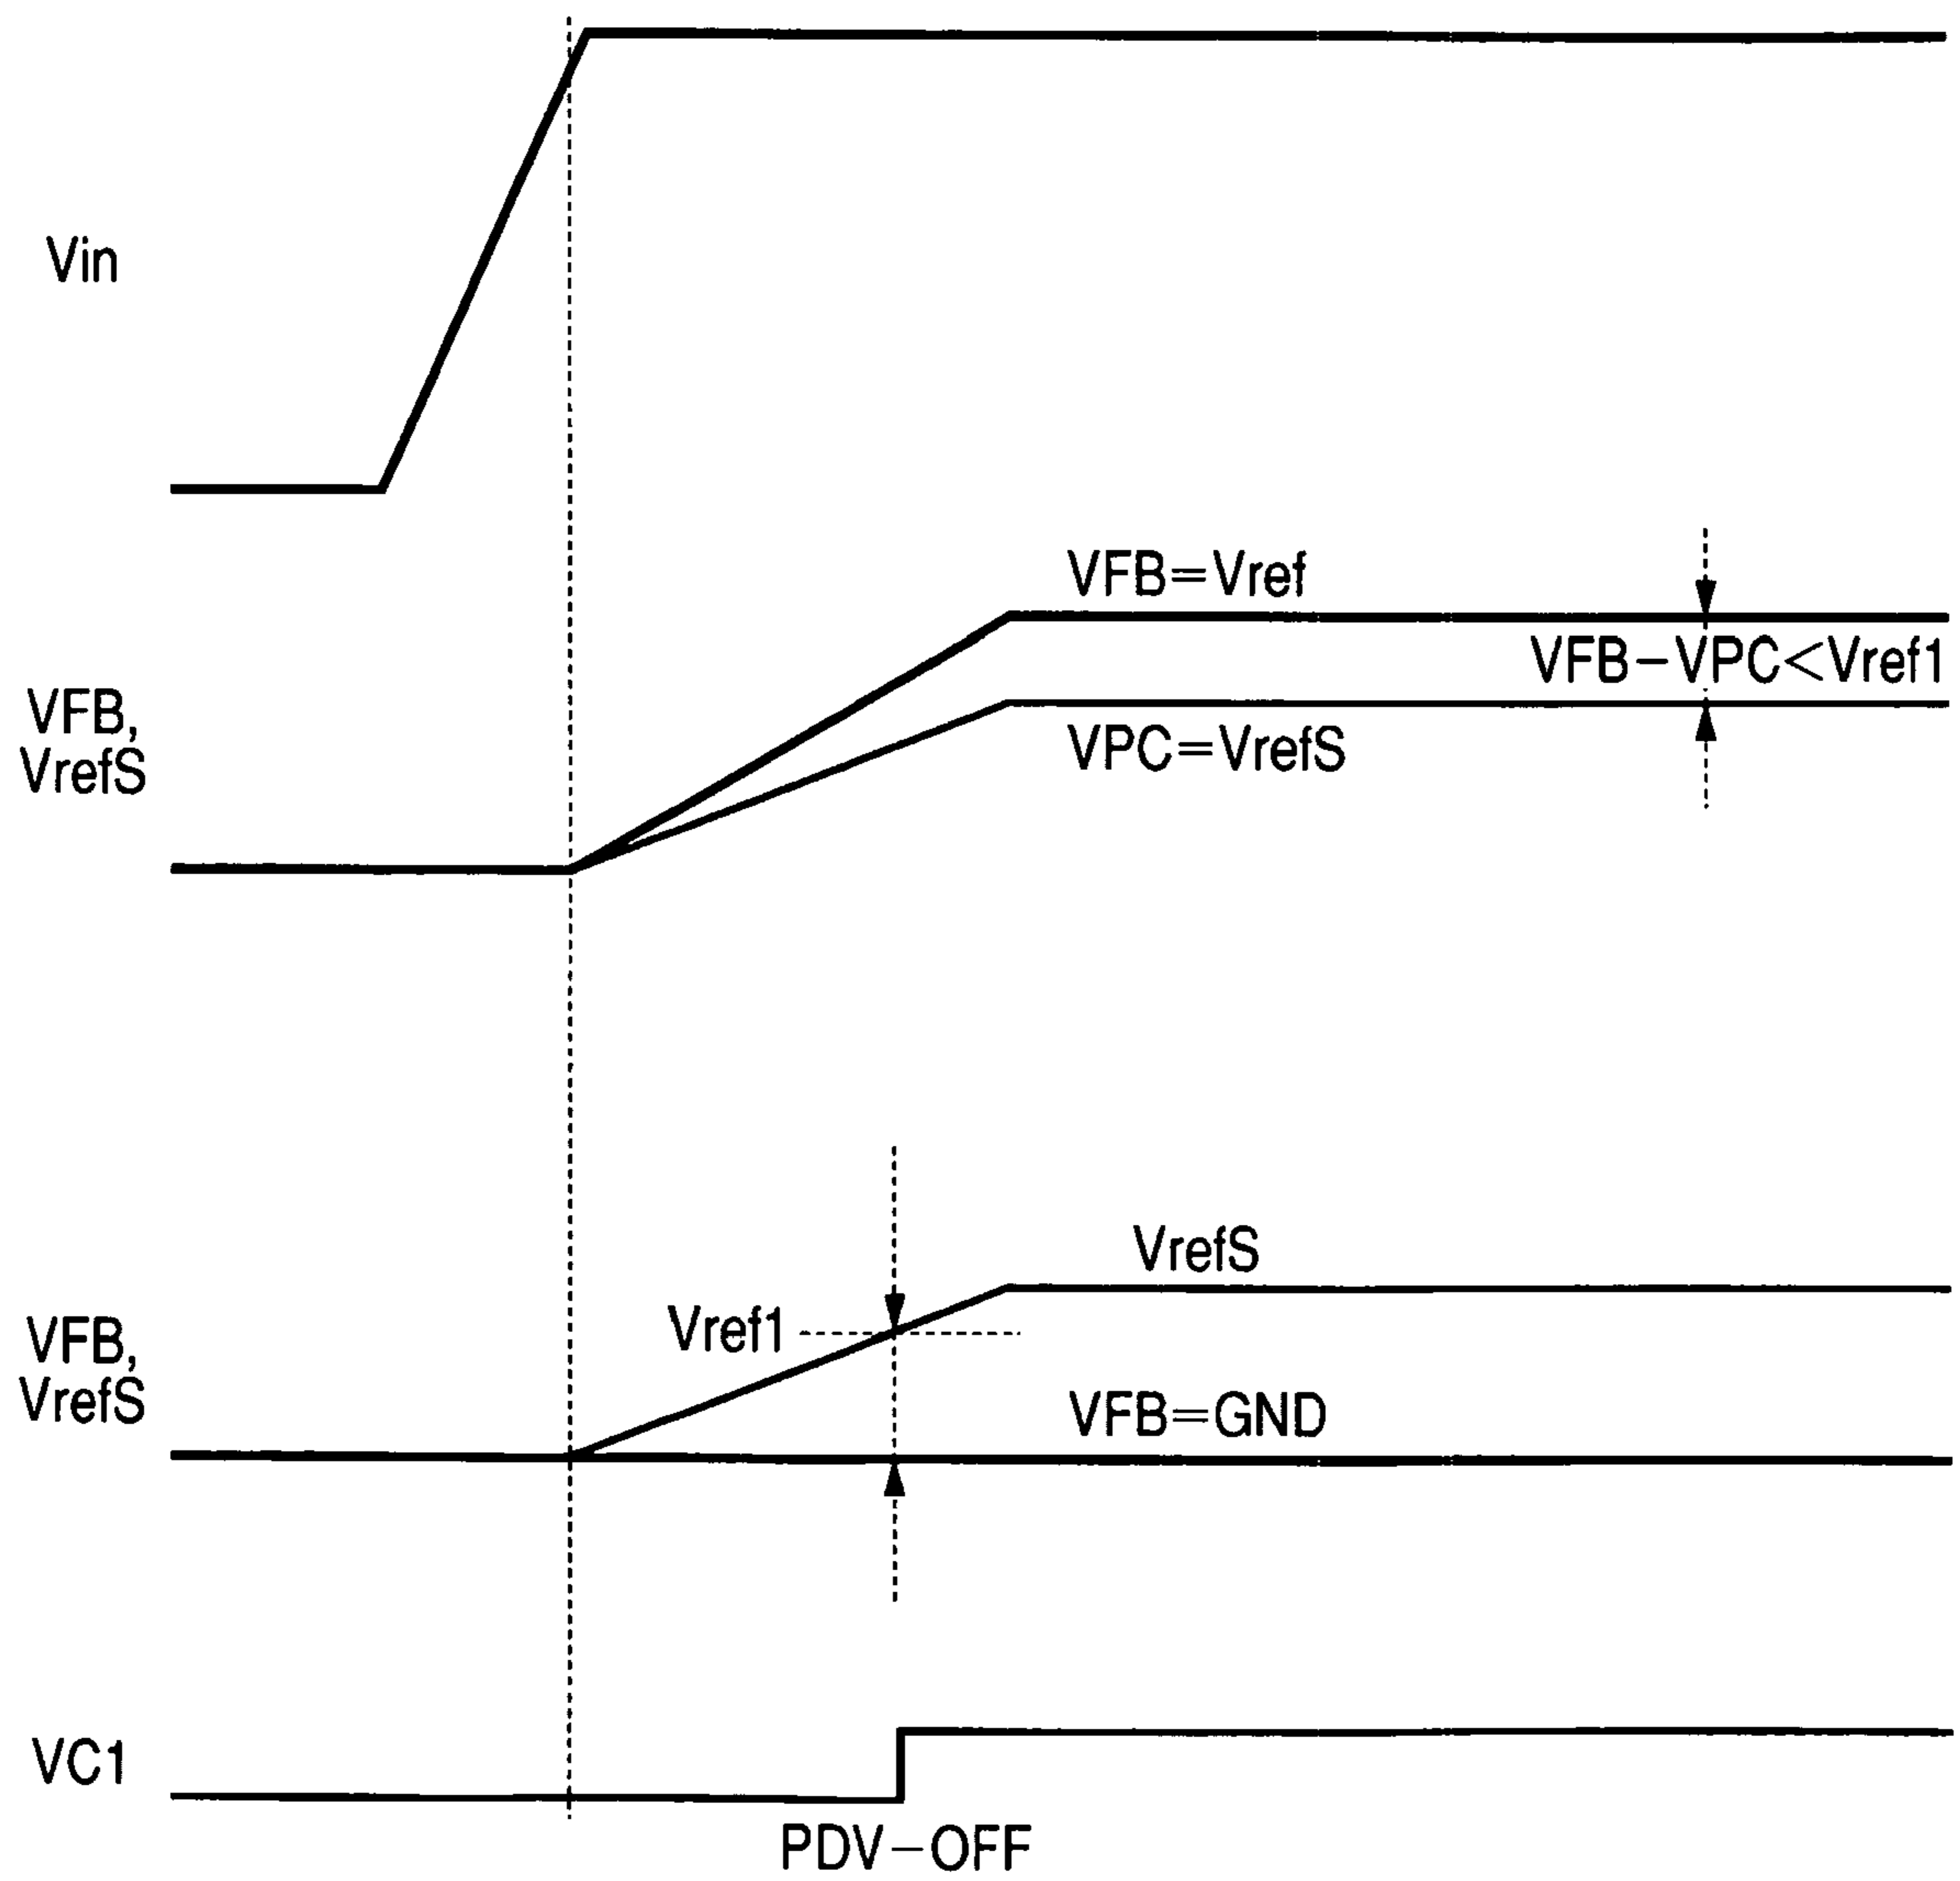 Vin
VFB=Vref
VFB-VPC<Vref1
VFB,
VrefS
VPC=VrefS
VrefS
Vref1
VFB,
VrefS
VFB=GND
VC1
PDV-OFF